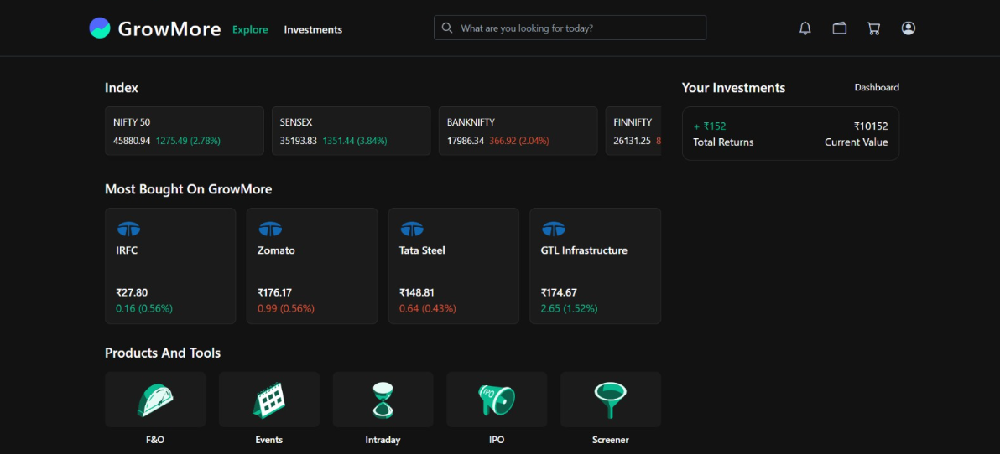 GrowMore Explore Investments What are you looking for today?
Index
NIFTY 50
45880.94 1275.49 (2.78%)
SENSEX
35193.83 1351.44 (3.84%)
BANKNIFTY
17986.34 366.92 (2.04%)
FINNIFTY
26131.25 8
Your Investments Dashboard
+ ₹152 ₹10152
Total Returns Current Value
Most Bought On GrowMore
IRFC
₹27.80
0.16 (0.56%)
Zomato
₹176.17
0.99 (0.56%)
Tata Steel
₹148.81
0.64 (0.43%)
GTL Infrastructure
₹174.67
2.65 (1.52%)
Products And Tools
IPO
F&O Events Intraday IPO Screener